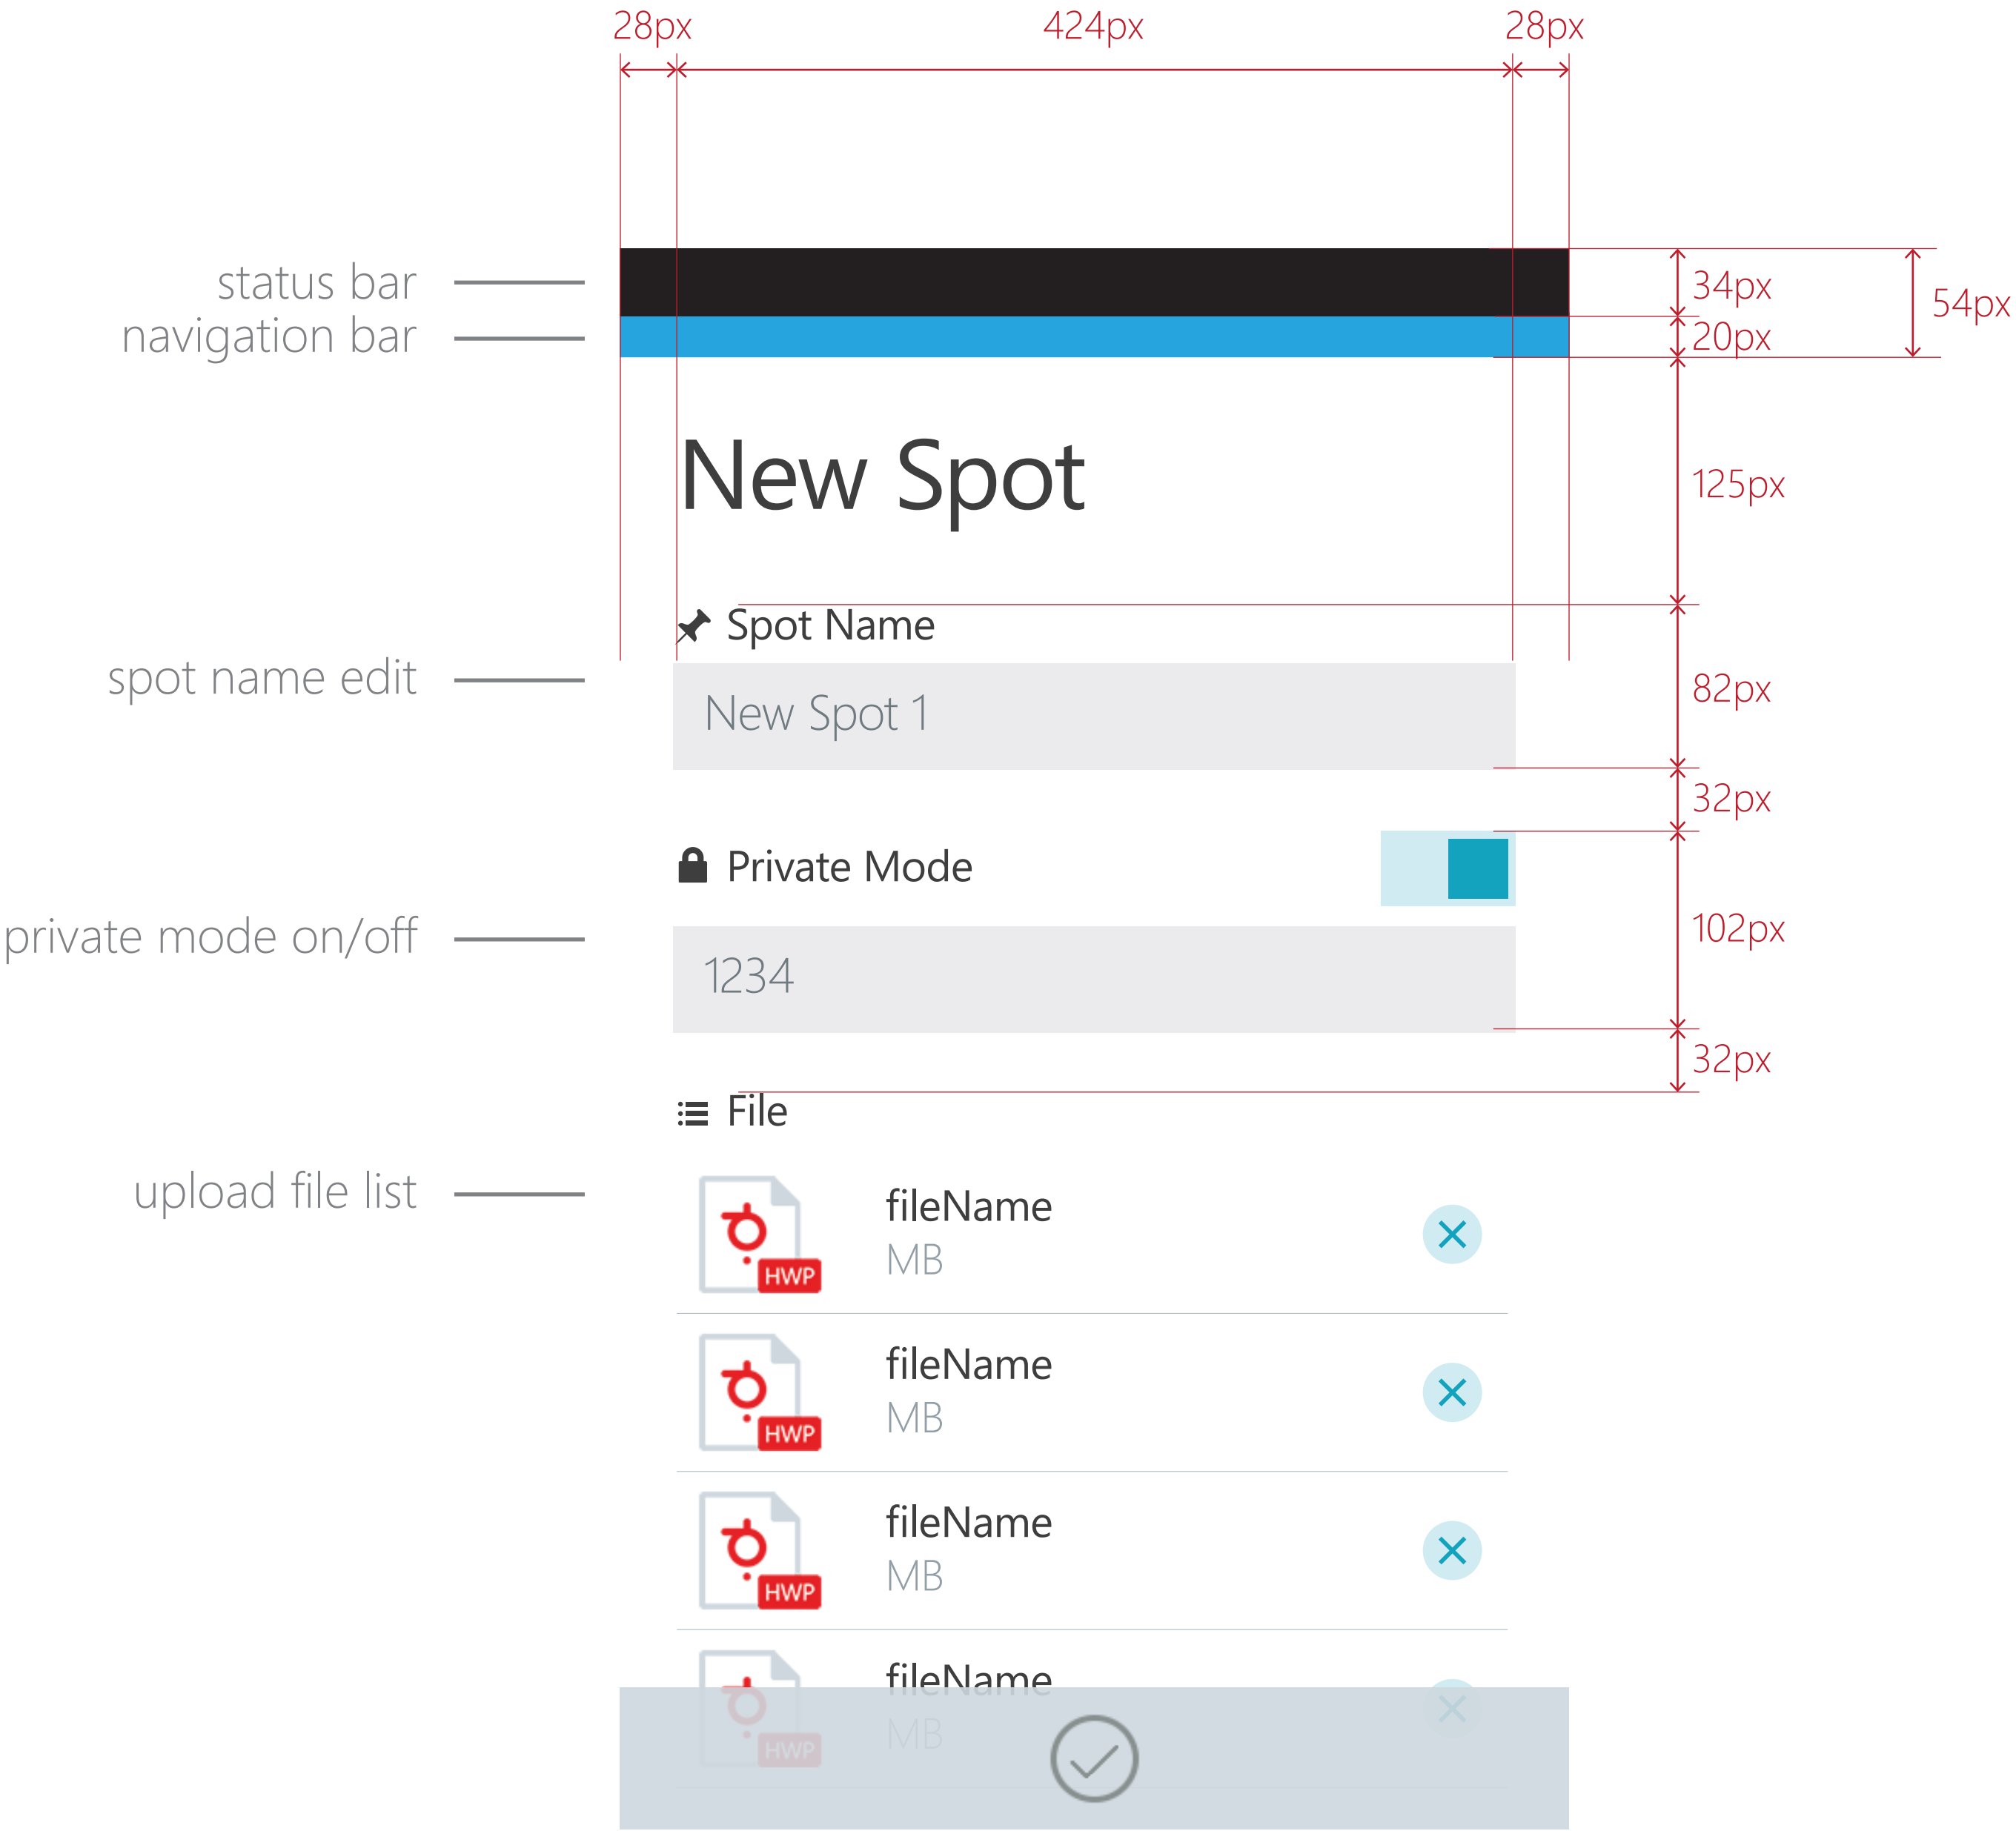 28px 424px 28px
status bar
34px
54px
navigation bar
20px
New Spot
125px
Spot Name
spot name edit
82px
New Spot 1
32px
Private Mode
private mode on/off
102px
1234
32px
File
upload file list
fileName
MB
HWP
fileName
MB
HWP
fileName
MB
HWP
fileName
MB
HWP